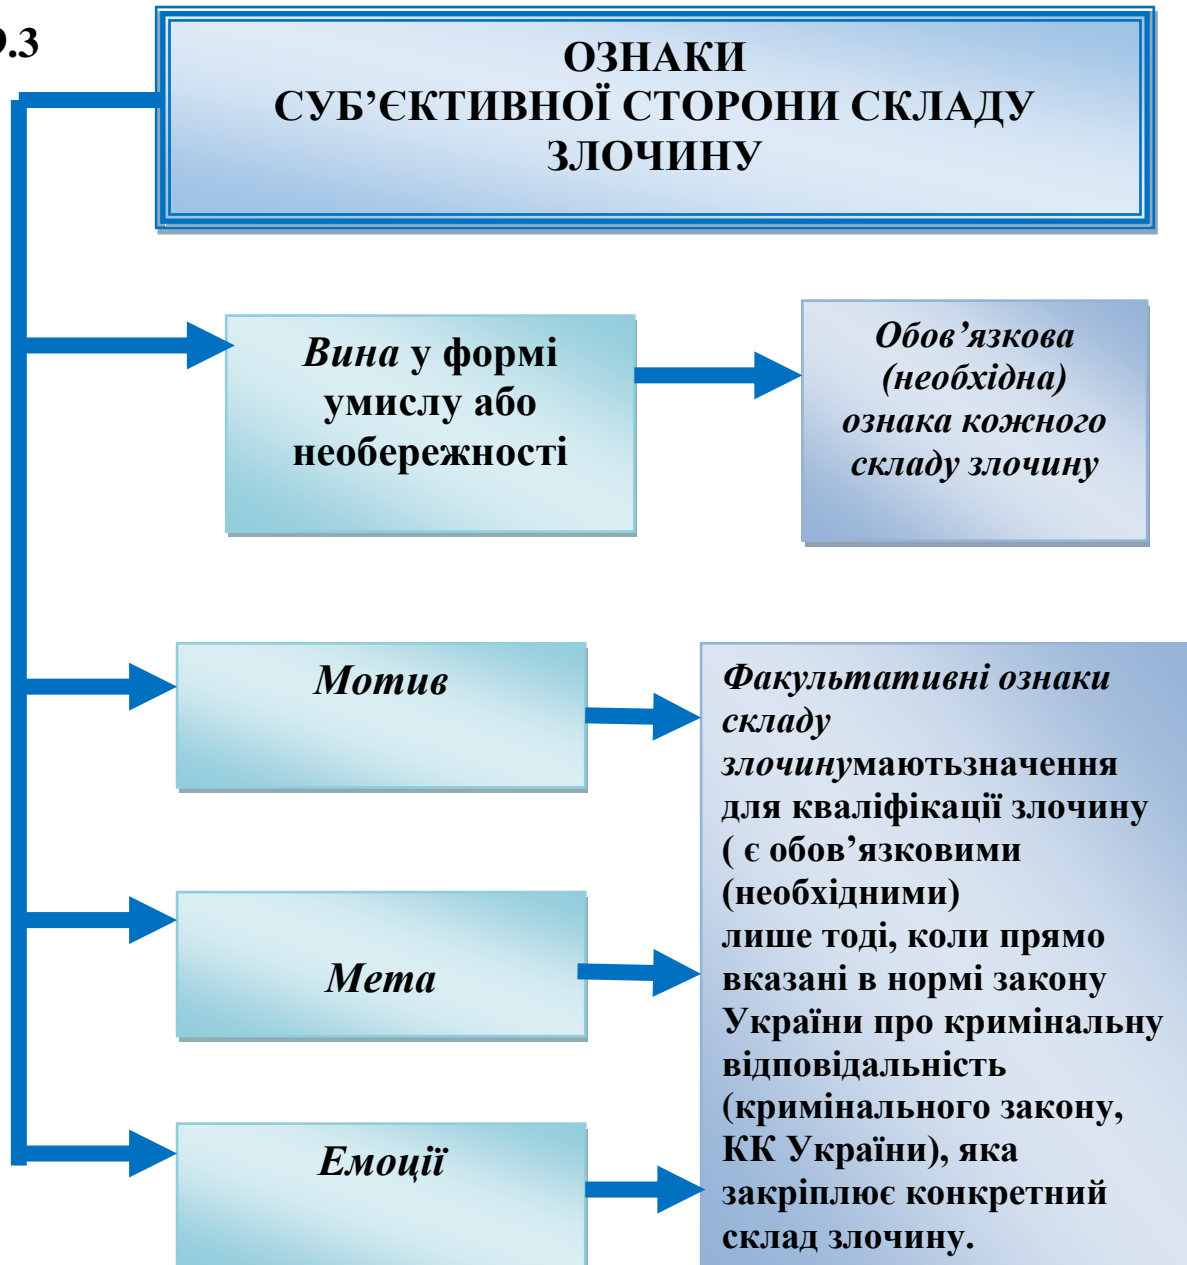 9.3
ОЗНАКИ
СУБ’ЄКТИВНОЇ СТОРОНИ СКЛАДУ
ЗЛОЧИНУ
Вина у формі
умислу або
необережності
Обов’язкова
(необхідна)
ознака кожного
складу злочину
Мотив
Мета
Емоції
Факультативні ознаки
складу
злочинумаютьзначення
для кваліфікації злочину
( є обов’язковими
(необхідними)
лише тоді, коли прямо
вказані в нормі закону
України про кримінальну
відповідальність
(кримінального закону,
КК України), яка
закріплює конкретний
склад злочину.